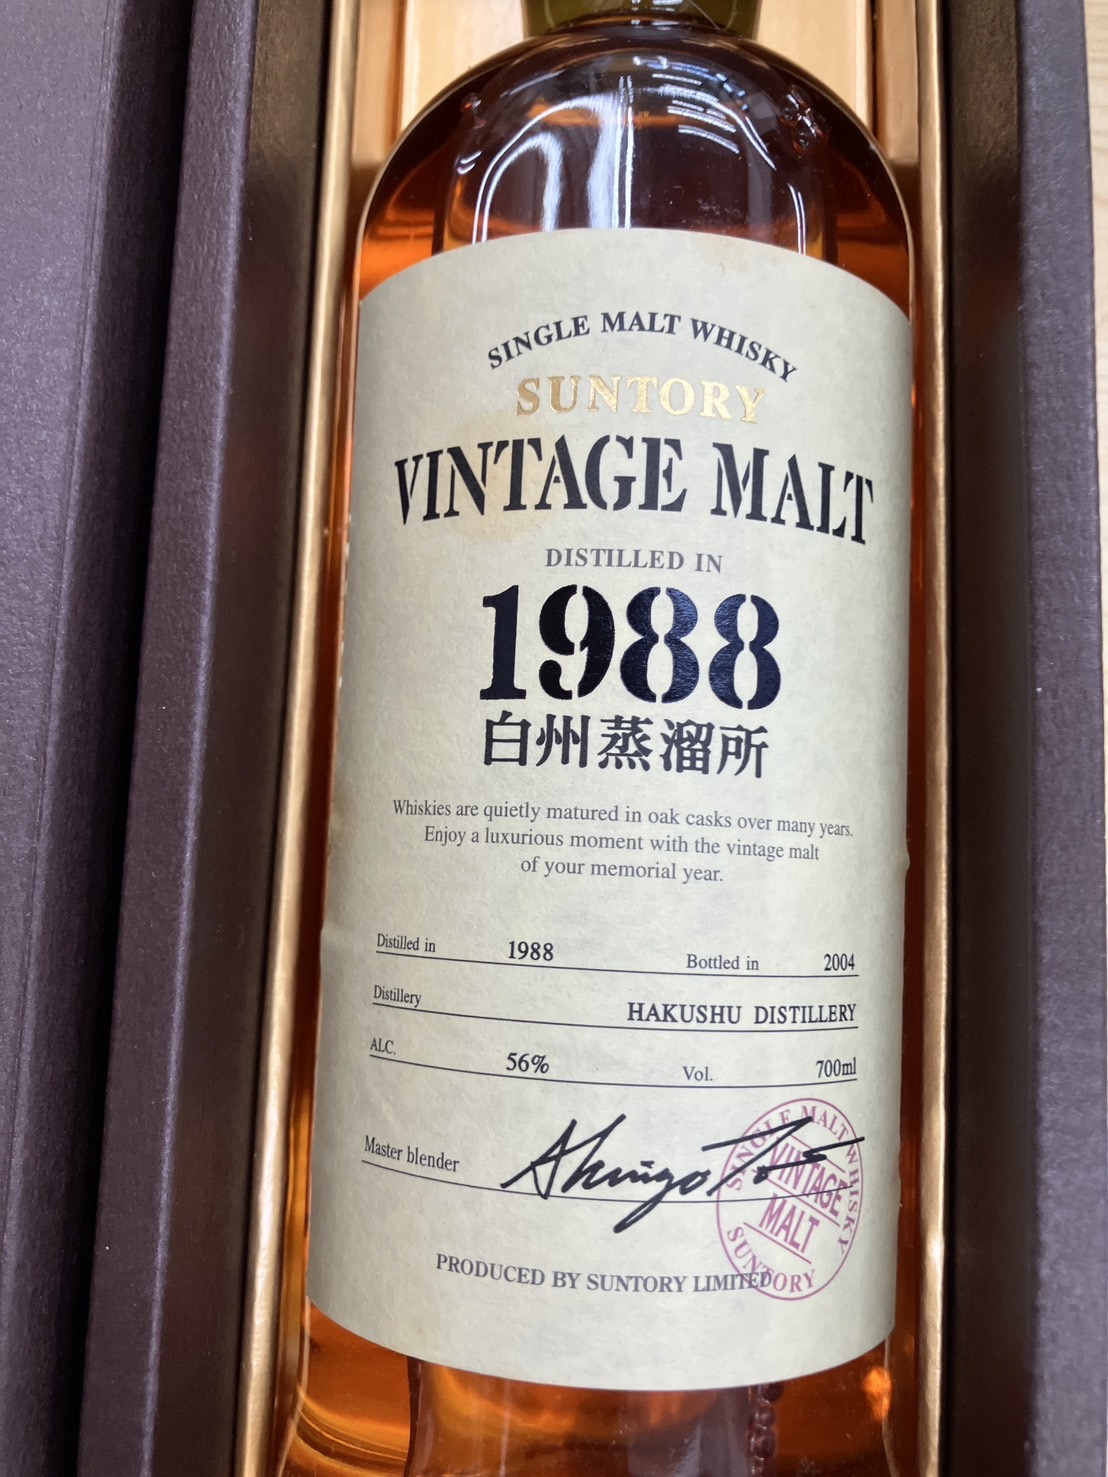 SINGLE MALT WHISKY
SUNTORY
VINTAGE MALT
DISTILLED IN
1988
白州蒸溜所
Whiskies are quietly matured in oak casks over many years.
Enjoy a luxurious moment with the vintage malt
of your memorial year.
Distilled in 1988 Bottled in 2004
Distillery HAKUSHU DISTILLERY
ALC. 56% Vol. 700ml
Master blender
SINGLE MALT WHISKY
VINTAGE
MALT
SUNTORY
PRODUCED BY SUNTORY LIMITED